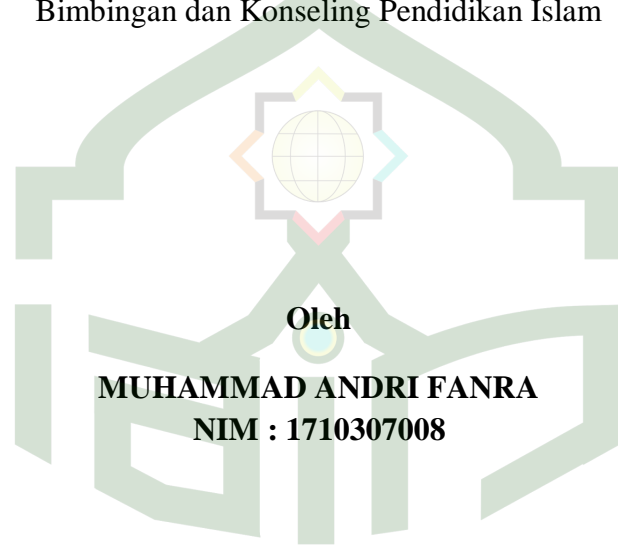 Bimbingan dan Konseling Pendidikan Islam
Oleh
MUHAMMAD ANDRI FANRA
NIM : 1710307008